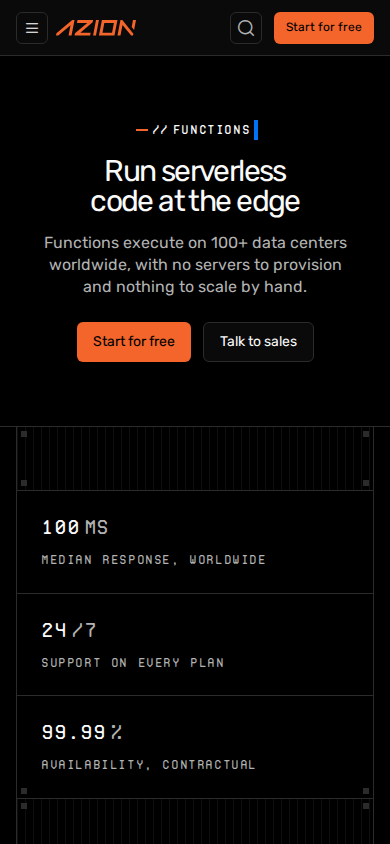 AZION
Start for free
// FUNCTIONS
Run serverless
code at the edge
Functions execute on 100+ data centers
worldwide, with no servers to provision
and nothing to scale by hand.
Start for free
Talk to sales
100 MS
MEDIAN RESPONSE, WORLDWIDE
24/7
SUPPORT ON EVERY PLAN
99.99%
AVAILABILITY, CONTRACTUAL